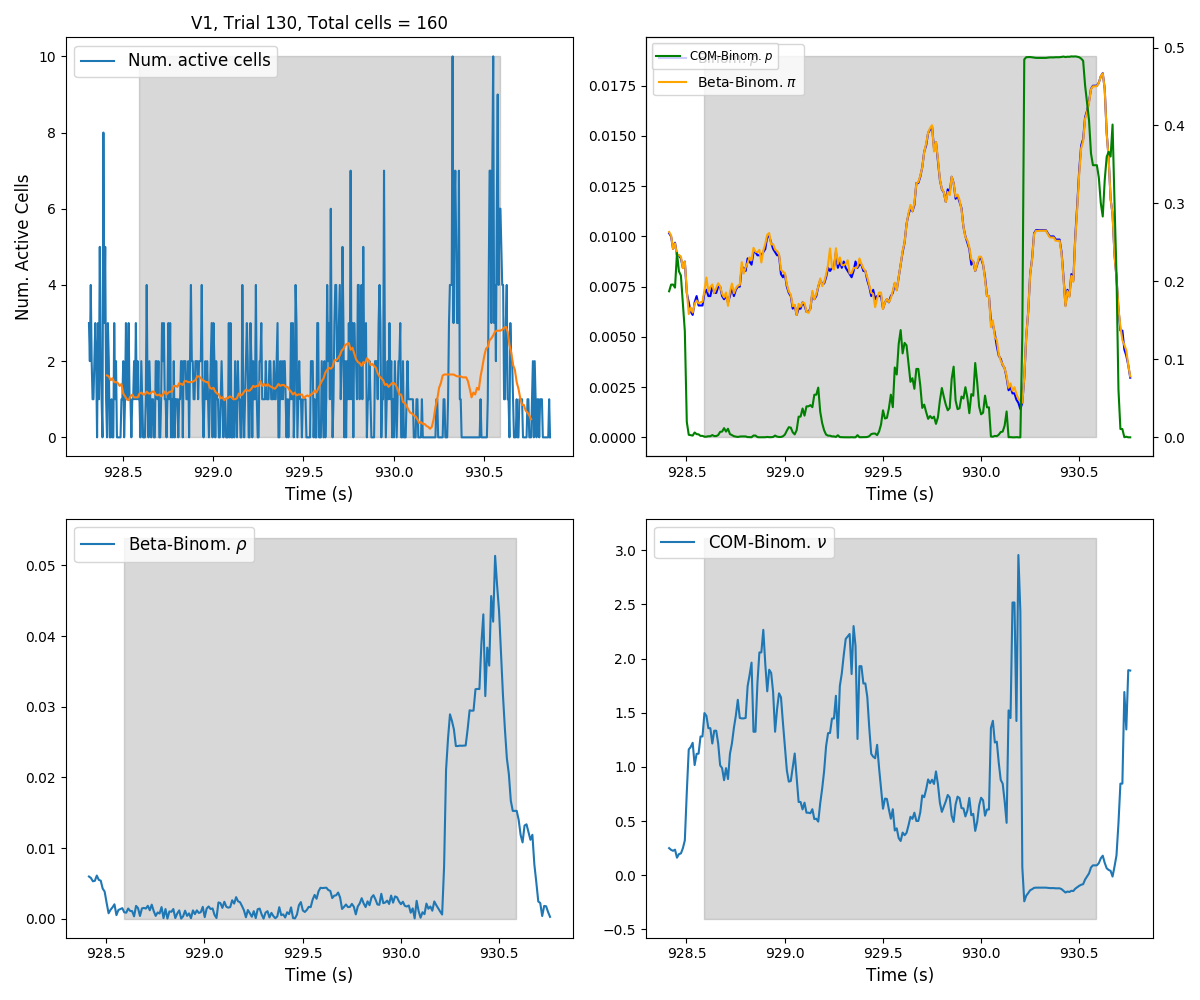 V1, Trial 130, Total cells = 160
Num. active cells
Num. Active Cells
10
8
6
4
2
0
928.5 929.0 929.5 930.0 930.5
Time (s)
COM-Binom. p
Beta-Binom. π
0.0175
0.0150
0.0125
0.0100
0.0075
0.0050
0.0025
0.0000
0.5
0.4
0.3
0.2
0.1
0.0
928.5 929.0 929.5 930.0 930.5
Time (s)
Beta-Binom. ρ
0.05
0.04
0.03
0.02
0.01
0.00
928.5 929.0 929.5 930.0 930.5
Time (s)
COM-Binom. ν
3.0
2.5
2.0
1.5
1.0
0.5
0.0
−0.5
928.5 929.0 929.5 930.0 930.5
Time (s)